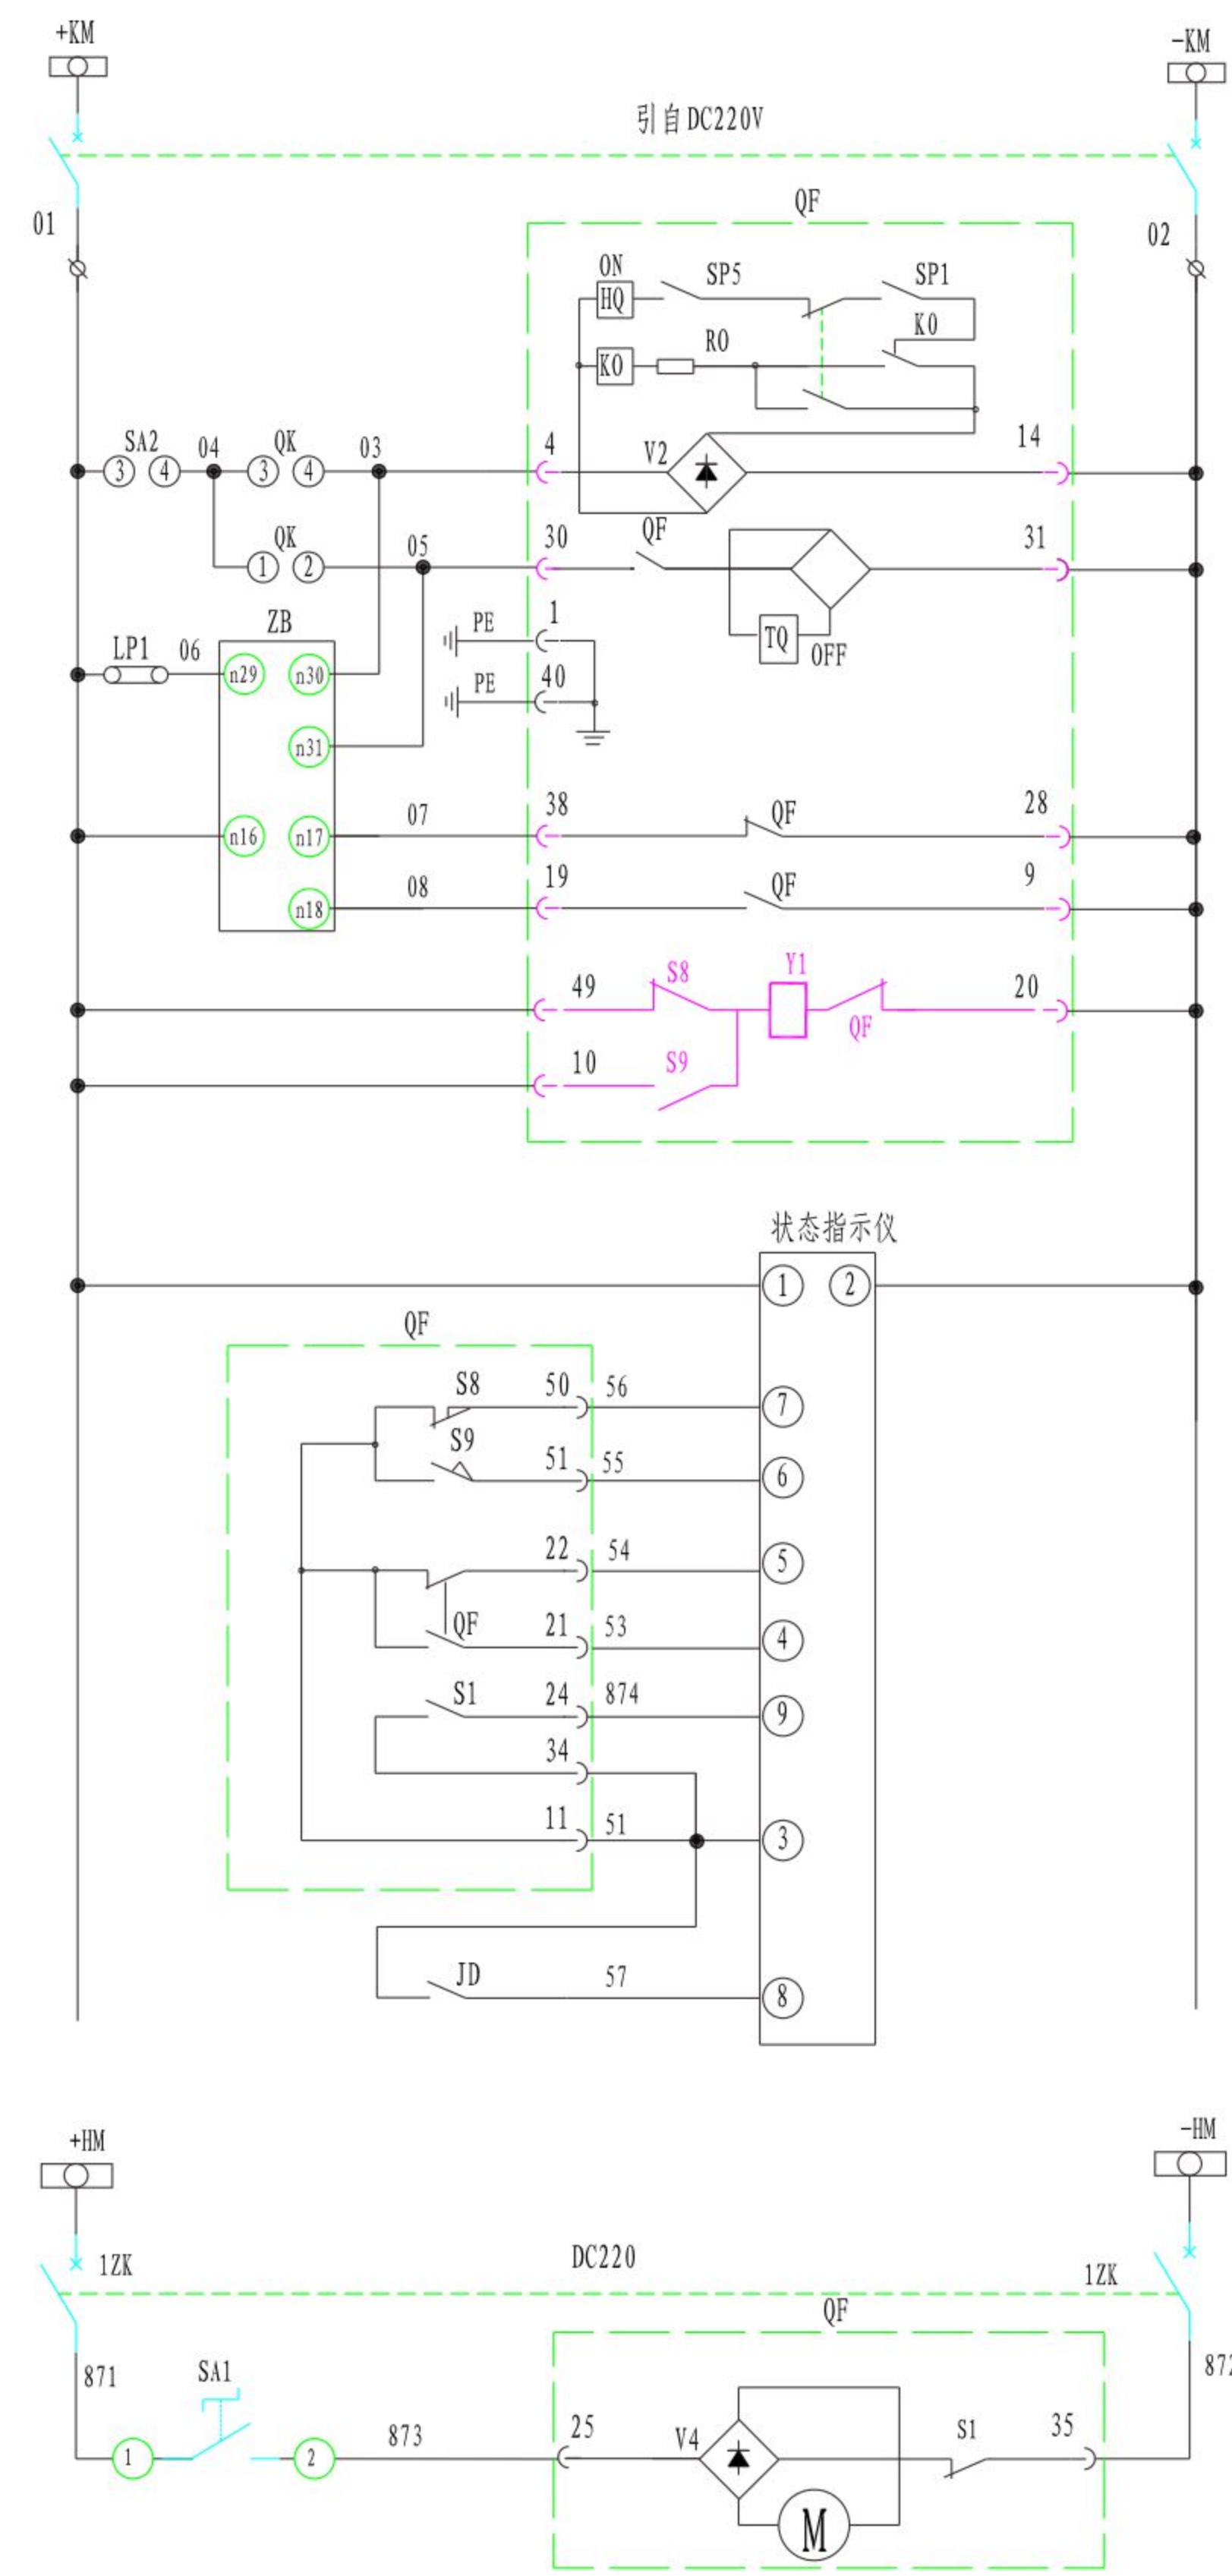 +KM
-KM
引自DC220V
01
QF
02
ON
SP5
SP1
HQ
KO
RO
KO
SA2
04
QK
03
4
V2
14
3
4
3
4
QK
05
30
QF
31
1
2
ZB
PE
1
TQ
OFF
LP1
06
n29
n30
PE
40
n31
07
38
QF
28
n16
n17
08
19
QF
9
n18
49
S8
Y1
20
QF
10
S9
状态指示仪
1
2
QF
S8
50
56
7
S9
51
55
6
22
54
5
QF
21
53
4
S1
24
874
9
34
11
51
3
JD
57
8
+HM
-HM
1ZK
DC220
1ZK
QF
871
SA1
872
873
25
V4
S1
35
1
2
M